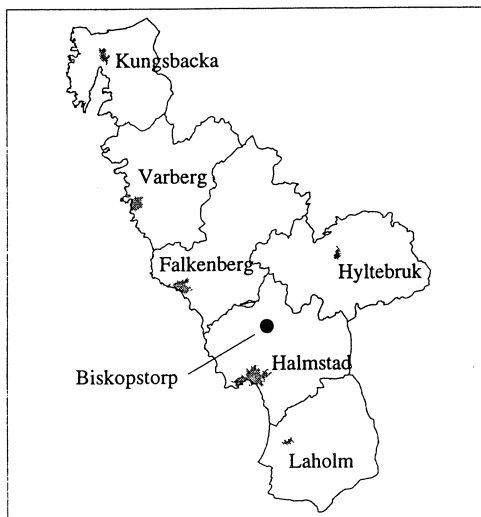 Kungsbacka
Varberg
Falkenberg
Hyltebruk
Biskopstorp
Halmstad
Laholm